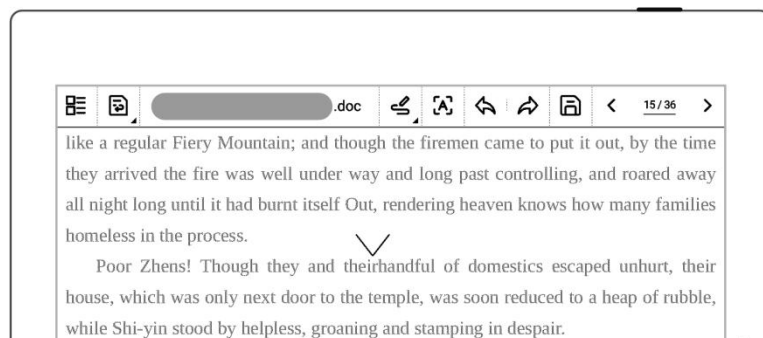 .doc
15/36
like a regular Fiery Mountain; and though the firemen came to put it out, by the time
they arrived the fire was well under way and long past controlling, and roared away
all night long until it had burnt itself Out, rendering heaven knows how many families
homeless in the process.
Poor Zhens! Though they and theirhandful of domestics escaped unhurt, their
house, which was only next door to the temple, was soon reduced to a heap of rubble,
while Shi-yin stood by helpless, groaning and stamping in despair.